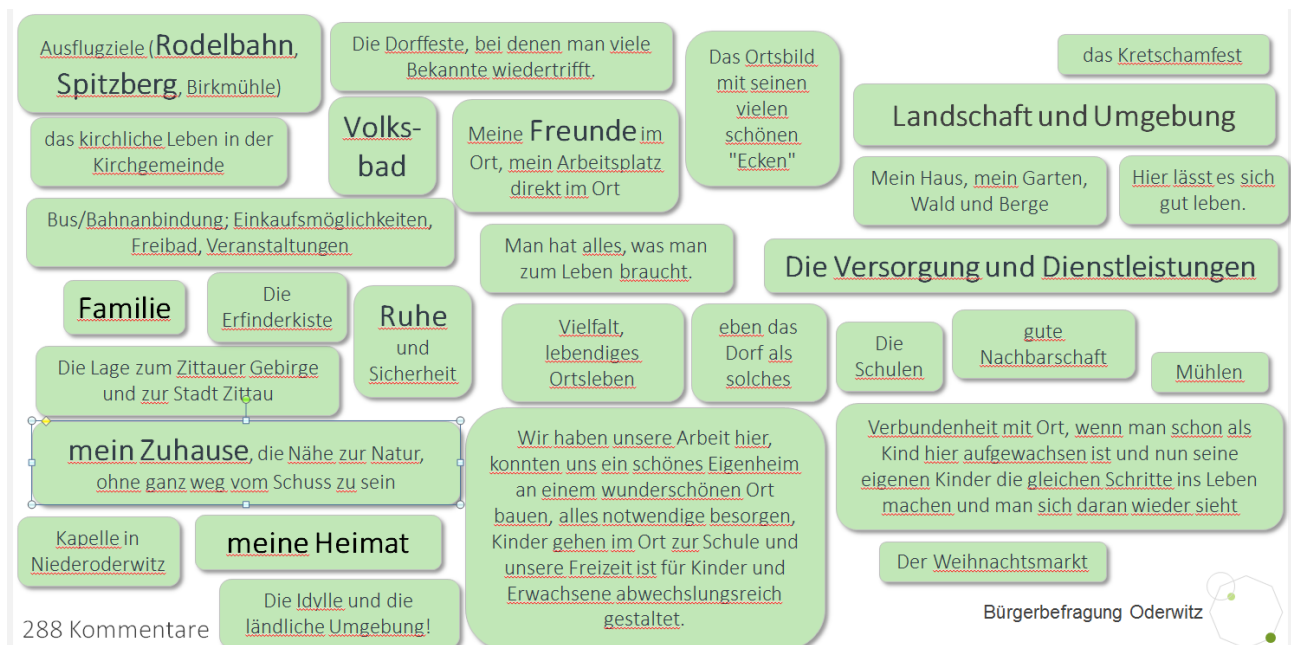 Ausflugziele (Rodelbahn,
Spitzberg, Birkmühle)
Die Dorffeste, bei denen man viele
Bekannte wiedertrifft.
Das Ortsbild
mit seinen
vielen
schönen
"Ecken"
das Kretschamfest
Landschaft und Umgebung
das kirchliche Leben in der
Kirchgemeinde
Volks-
bad
Meine Freunde im
Ort, mein Arbeitsplatz
direkt im Ort
Mein Haus, mein Garten,
Wald und Berge
Hier lässt es sich
gut leben.
Bus/Bahnanbindung; Einkaufsmöglichkeiten,
Freibad, Veranstaltungen
Man hat alles, was man
zum Leben braucht.
Die Versorgung und Dienstleistungen
Familie
Die
Erfinderkiste
Ruhe
und
Sicherheit
Vielfalt,
lebendiges
Ortsleben
eben das
Dorf als
solches
Die
Schulen
gute
Nachbarschaft
Mühlen
Die Lage zum Zittauer Gebirge
und zur Stadt Zittau
mein Zuhause, die Nähe zur Natur,
ohne ganz weg vom Schuss zu sein
Wir haben unsere Arbeit hier,
konnten uns ein schönes Eigenheim
an einem wunderschönen Ort
bauen, alles notwendige besorgen,
Kinder gehen im Ort zur Schule und
unsere Freizeit ist für Kinder und
Erwachsene abwechslungsreich
gestaltet.
Verbundenheit mit Ort, wenn man schon als
Kind hier aufgewachsen ist und nun seine
eigenen Kinder die gleichen Schritte ins Leben
machen und man sich daran wieder sieht
Kapelle in
Niederoderwitz
meine Heimat
Der Weihnachtsmarkt
Die Idylle und die
ländliche Umgebung!
288 Kommentare
Bürgerbefragung Oderwitz